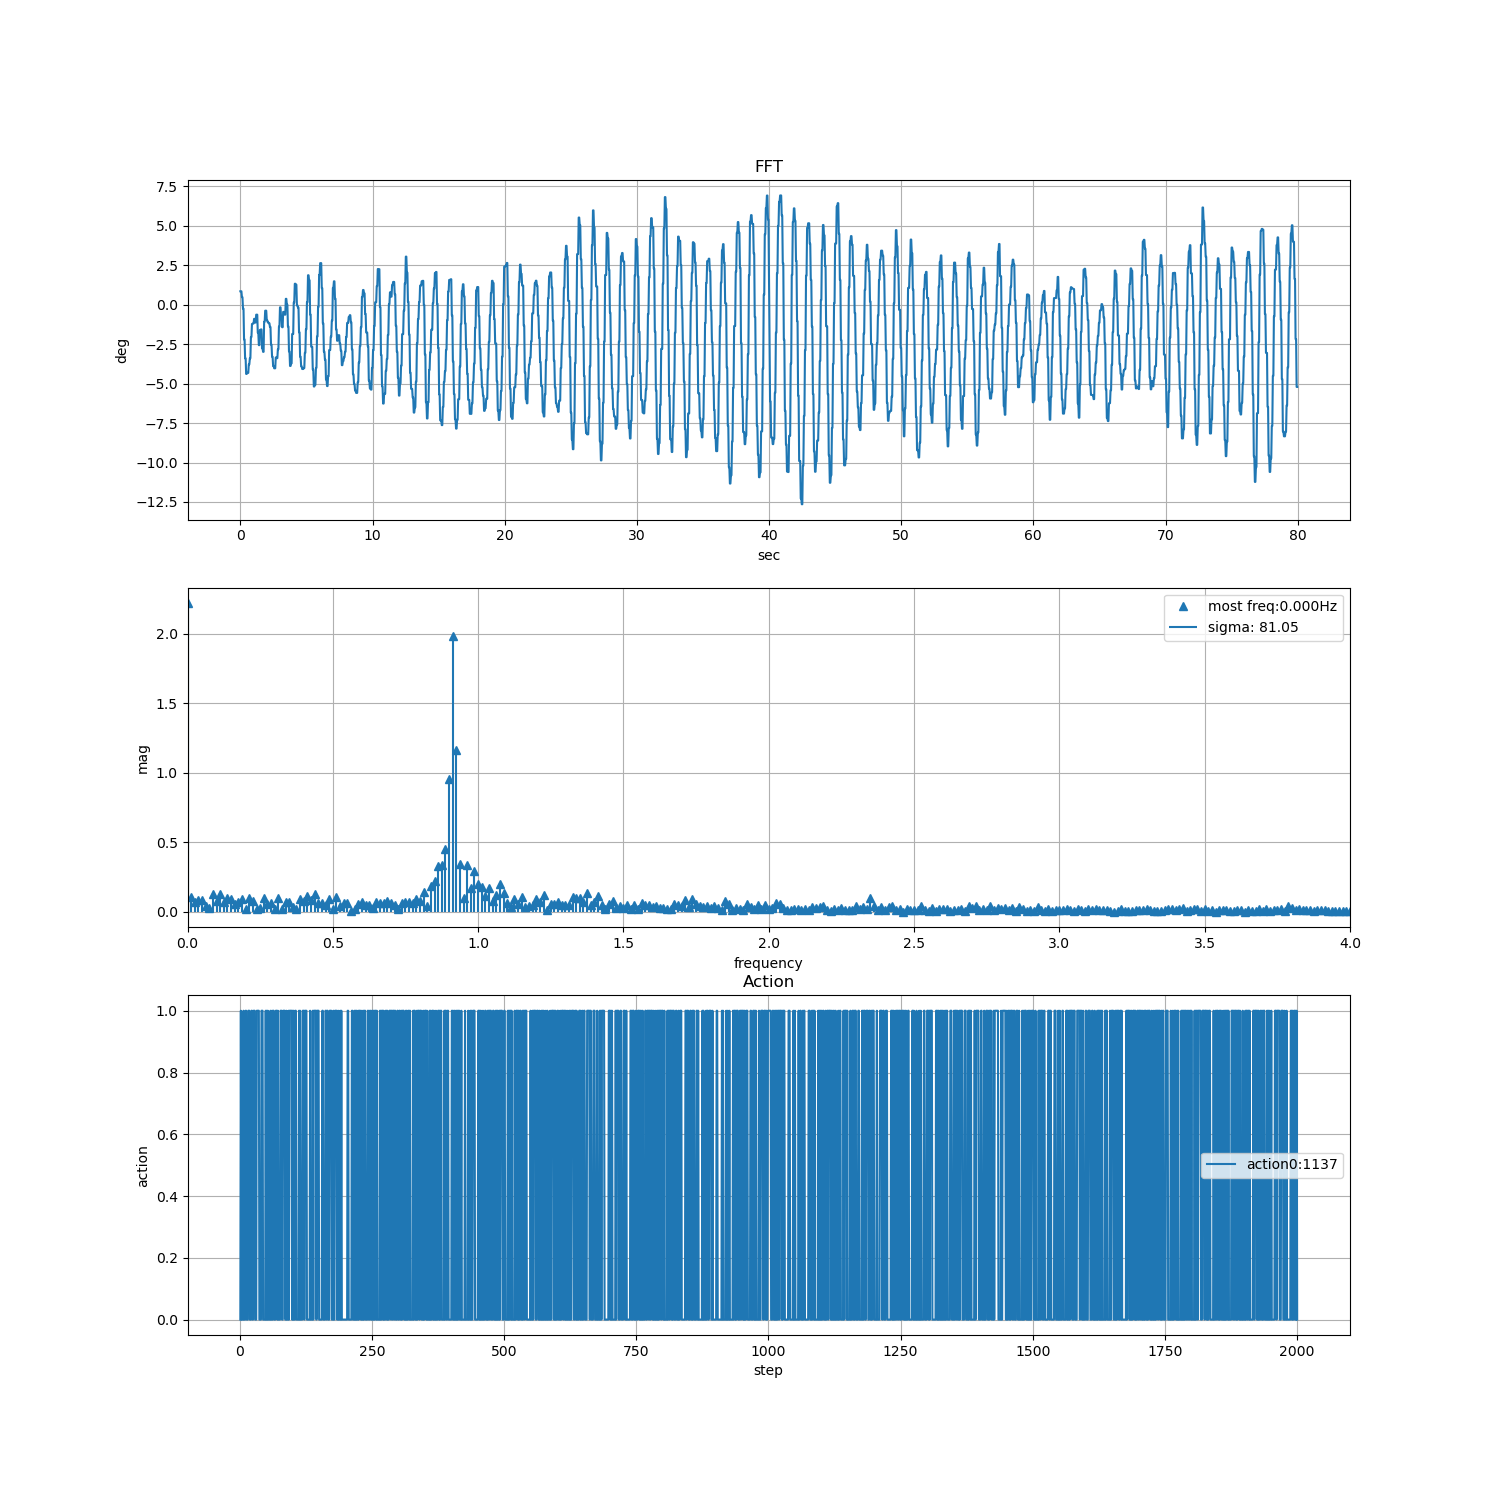 FFT
7.5
5.0
2.5
0.0
−2.5
−5.0
−7.5
−10.0
−12.5
deg
0 10 20 30 40 50 60 70 80
sec
most freq:0.000Hz
sigma: 81.05
2.0
1.5
1.0
0.5
0.0
mag
0.0 0.5 1.0 1.5 2.0 2.5 3.0 3.5 4.0
frequency
Action
1.0
0.8
0.6
0.4
0.2
0.0
action
action0:1137
0 250 500 750 1000 1250 1500 1750 2000
step